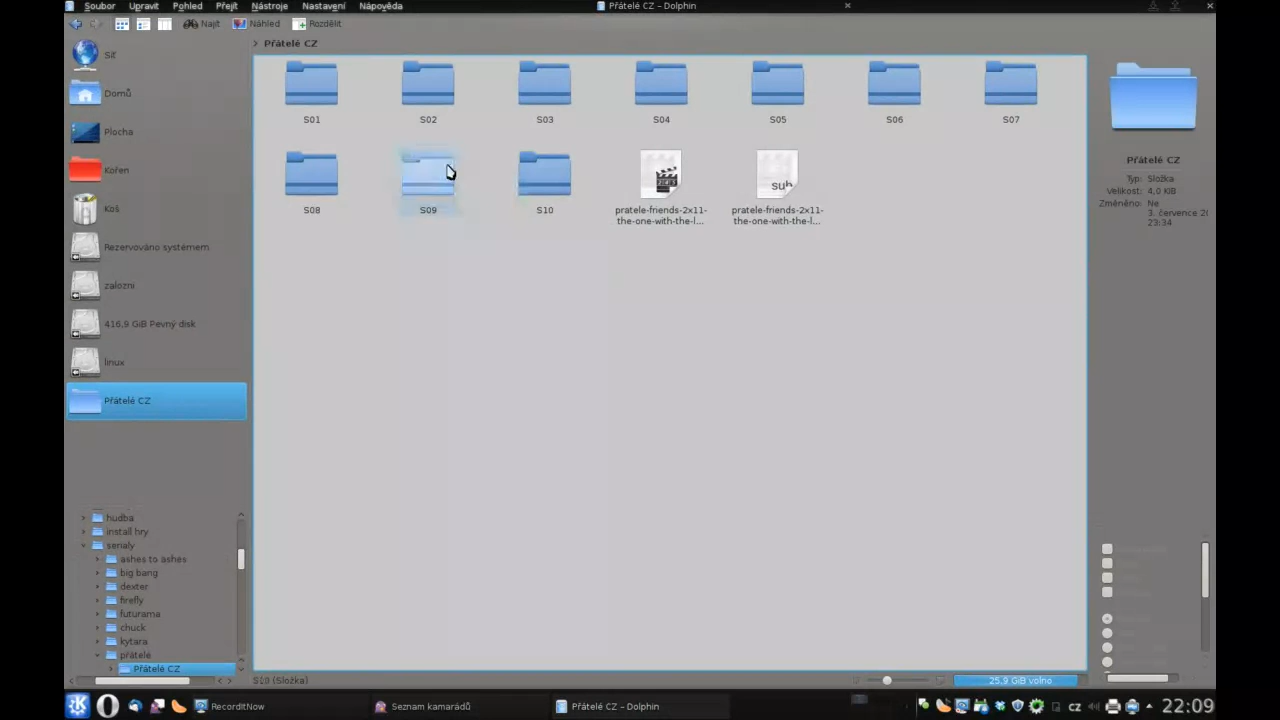 Soubor Upravit Pohled Přejít Nástroje Nastavení Nápověda
Přátelé CZ – Dolphin
Najít Náhled Rozdělit
Síť
Domů
Plocha
Kořen
Koš
Rezervováno systémem
zalozni
416,9 GiB Pevný disk
linux
Přátelé CZ
hudba
install hry
serialy
ashes to ashes
big bang
dexter
firefly
futurama
chuck
kytara
přátelé
Přátelé CZ
> Přátelé CZ
S01 S02 S03 S04 S05 S06 S07
S08 S09 S10
pratele-friends-2x11-
the-one-with-the-l...
sub
pratele-friends-2x11-
the-one-with-the-l...
(Složka)
25,9 GiB volno
Přátelé CZ
Typ: Složka
Velikost: 4,0 KiB
Změněno: Ne
3. července 20
23:34
RecorditNow
Seznam kamarádů
Přátelé CZ – Dolphin
cz
22:09